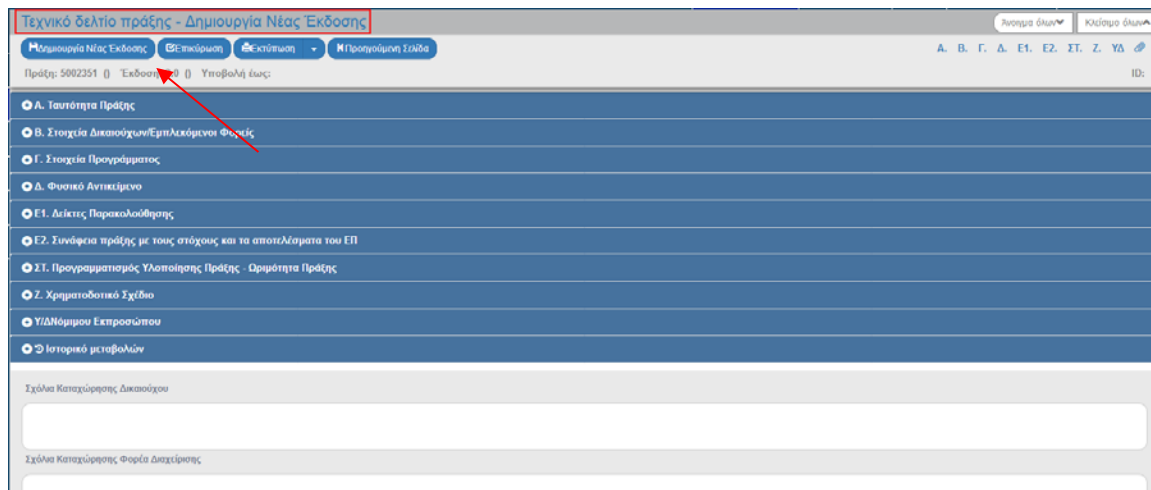 Τεχνικό δελτίο πράξης - Δημιουργία Νέας Έκδοσης
Άνοιγμα όλων Κλείσιμο όλων
Δημιουργία Νέας Έκδοσης Επικύρωση Εκτύπωση Προηγούμενη Σελίδα
Α. Β. Γ. Δ. Ε1. Ε2. ΣΤ. Ζ. ΥΔ
Πράξη: 5002351 () Έκδοση: .0 () Υποβολή έως: ID:
Α. Ταυτότητα Πράξης
Β. Στοιχεία Δικαιούχων/Εμπλεκόμενοι Φορείς
Γ. Στοιχεία Προγράμματος
Δ. Φυσικό Αντικείμενο
Ε1. Δείκτες Παρακολούθησης
Ε2. Συνάφεια πράξης με τους στόχους και τα αποτελέσματα του ΕΠ
ΣΤ. Προγραμματισμός Υλοποίησης Πράξης - Ωριμότητα Πράξης
Ζ. Χρηματοδοτικό Σχέδιο
Υ/ΔΝόμιμου Εκπροσώπου
Ιστορικό μεταβολών
Σχόλια Καταχώρησης Δικαιούχου
Σχόλια Καταχώρησης Φορέα Διαχείρισης